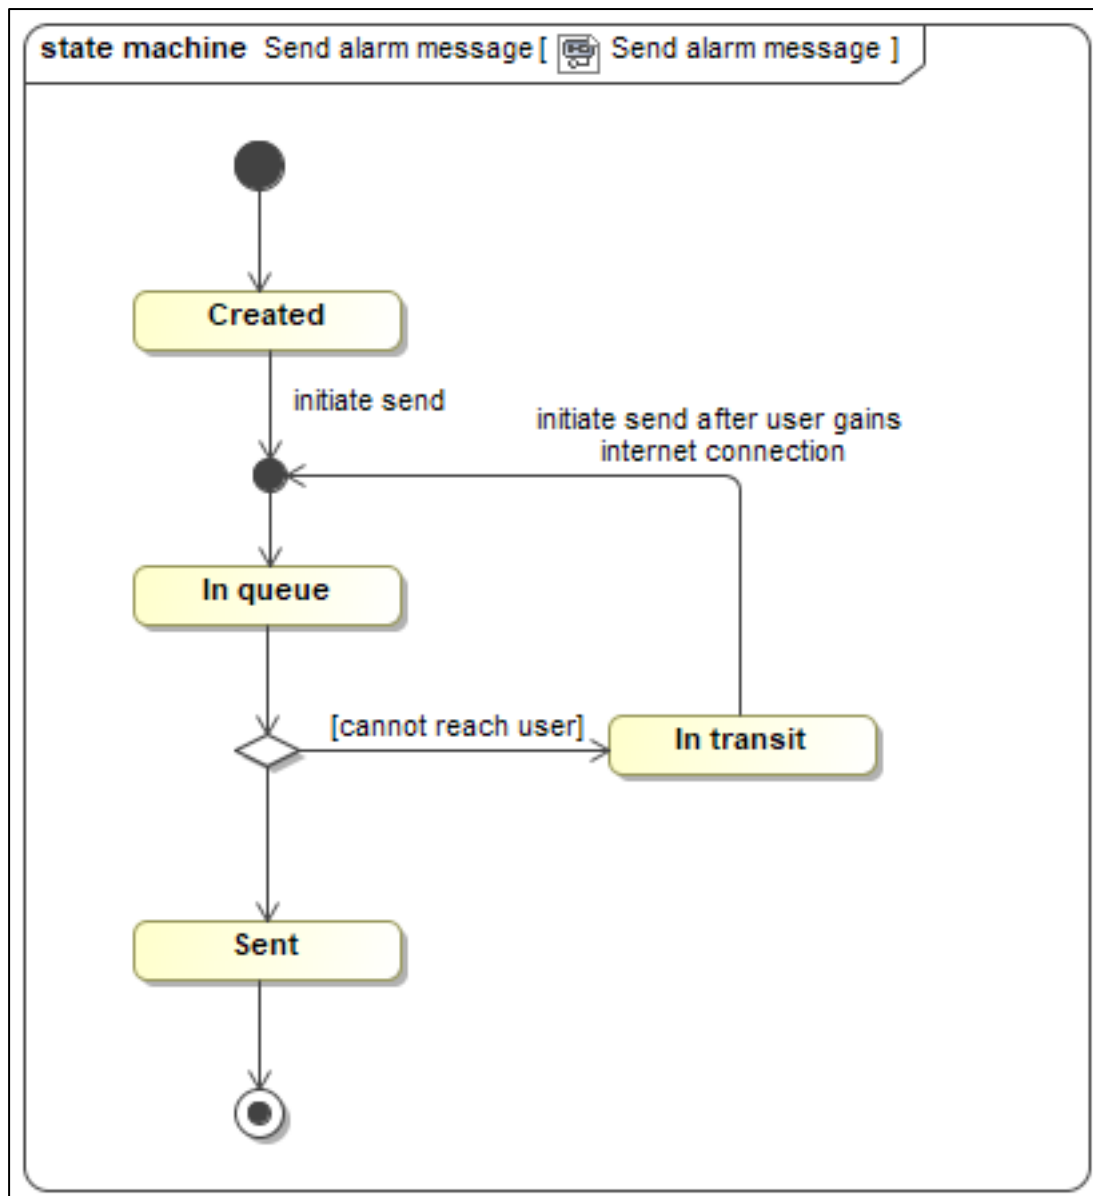 state machine Send alarm message [ Send alarm message ]
Created
initiate send
initiate send after user gains
internet connection
In queue
[cannot reach user]
In transit
Sent